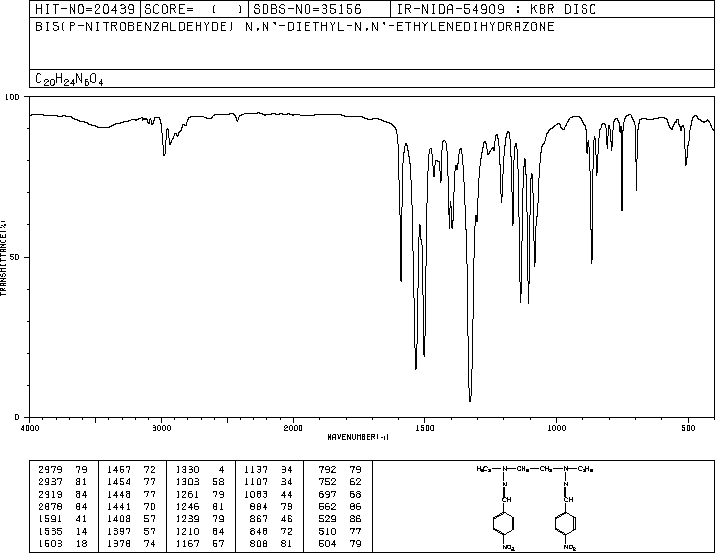 HIT-NO=20439 SCORE= ( ) SDBS-NO=35156 IR-NIDA-54909 : KBR DISC
BIS(P-NITROBENZALDEHYDE) N,N'-DIETHYL-N,N'-ETHYLENEDIHYDRAZONE
C20H24N6O4
100
50
0
TRANSMITTANCE(%)
4000 3000 2000 1500 1000 500
WAVENUMBER(-1)
2979 79 1467 72 1330 4 1137 34 792 79
2937 81 1454 77 1303 58 1107 34 752 62
2919 84 1448 77 1261 79 1083 44 697 68
2878 84 1441 70 1246 81 884 79 662 86
1591 41 1408 57 1239 79 867 46 529 86
1535 14 1397 57 1210 64 848 72 510 77
1503 18 1378 74 1167 57 808 81 504 79
H5C2 N CH2 CH2 N C2H5
N N
CH CH
NO2 NO2